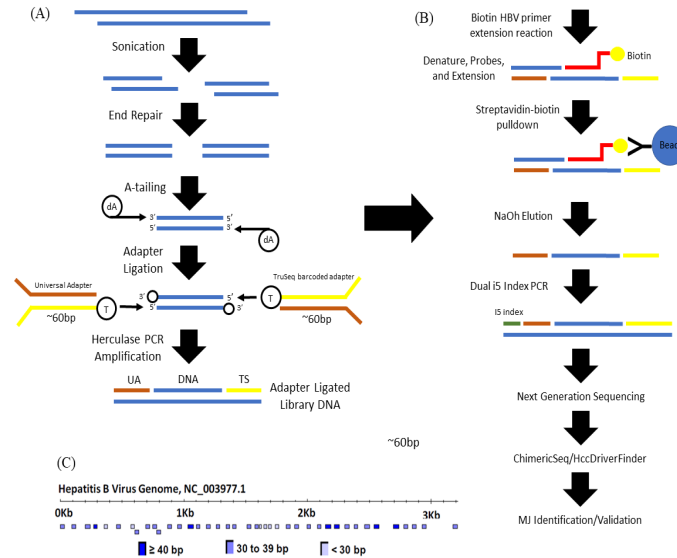 (A)
Sonication
End Repair
A-tailing
dA
3'
5'
5'
3'
dA
Adapter
Ligation
Universal Adapter
TruSeq barcoded adapter
T
3'
5'
5'
3'
T
~60bp
~60bp
Herculase PCR
Amplification
UA
DNA
TS
Adapter Ligated
Library DNA
(B)
Biotin HBV primer
extension reaction
Denature, Probes,
and Extension
Biotin
Streptavidin-biotin
pulldown
Bead
NaOh Elution
Dual i5 Index PCR
I5 index
Next Generation Sequencing
ChimericSeq/HccDriverFinder
MJ Identification/Validation
~60bp
(C)
Hepatitis B Virus Genome, NC_003977.1
0Kb
1Kb
2Kb
3Kb
≥ 40 bp
30 to 39 bp
< 30 bp